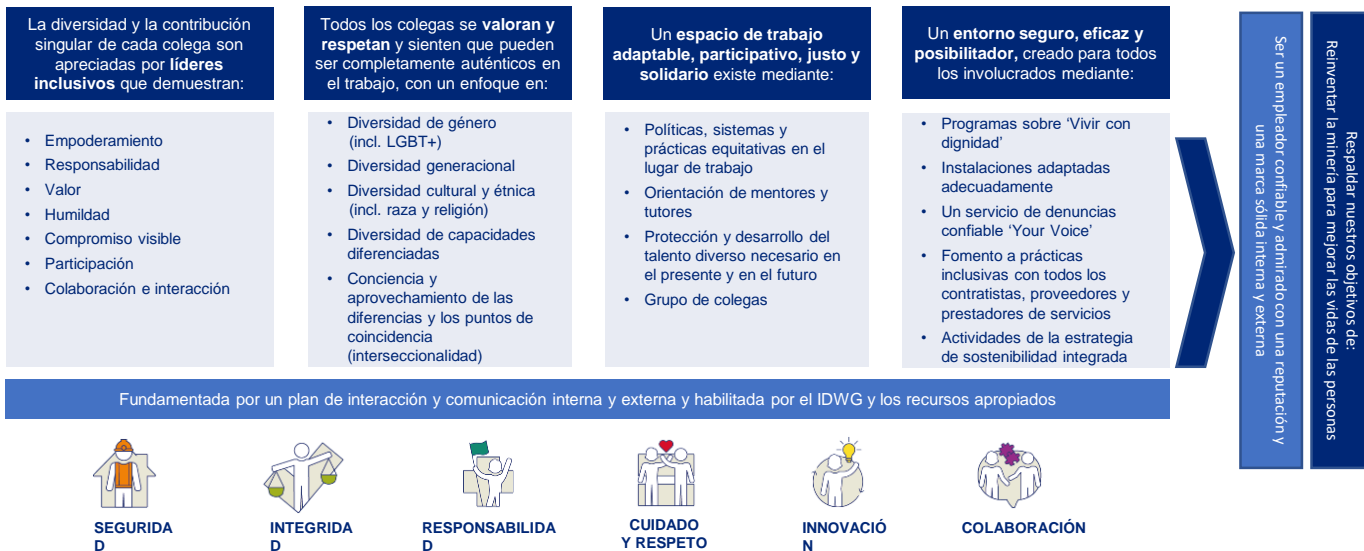 La diversidad y la contribución
singular de cada colega son
apreciadas por líderes
inclusivos que demuestran:
• Empoderamiento
• Responsabilidad
• Valor
• Humildad
• Compromiso visible
• Participación
• Colaboración e interacción
Todos los colegas se valoran y
respetan y sienten que pueden
ser completamente auténticos en
el trabajo, con un enfoque en:
• Diversidad de género
(incl. LGBT+)
• Diversidad generacional
• Diversidad cultural y étnica
(incl. raza y religión)
• Diversidad de capacidades
diferenciadas
• Conciencia y
aprovechamiento de las
diferencias y los puntos de
coincidencia
(interseccionalidad)
Un espacio de trabajo
adaptable, participativo, justo y
solidario existe mediante:
• Políticas, sistemas y
prácticas equitativas en el
lugar de trabajo
• Orientación de mentores y
tutores
• Protección y desarrollo del
talento diverso necesario en
el presente y en el futuro
• Grupo de colegas
Un entorno seguro, eficaz y
posibilitador, creado para todos
los involucrados mediante:
• Programas sobre ‘Vivir con
dignidad’
• Instalaciones adaptadas
adecuadamente
• Un servicio de denuncias
confiable ‘Your Voice’
• Fomento a prácticas
inclusivas con todos los
contratistas, proveedores y
prestadores de servicios
• Actividades de la estrategia
de sostenibilidad integrada
Respaldar nuestros objetivos de:
Reinventar la minería para mejorar las vidas de las personas
Ser un empleador confiable y admirado con una reputación y
una marca sólida interna y externa
Fundamentada por un plan de interacción y comunicación interna y externa y habilitada por el IDWG y los recursos apropiados
SEGURIDA
D
INTEGRIDA
D
RESPONSABILIDA
D
CUIDADO
Y RESPETO
INNOVACIÓ
N
COLABORACIÓN